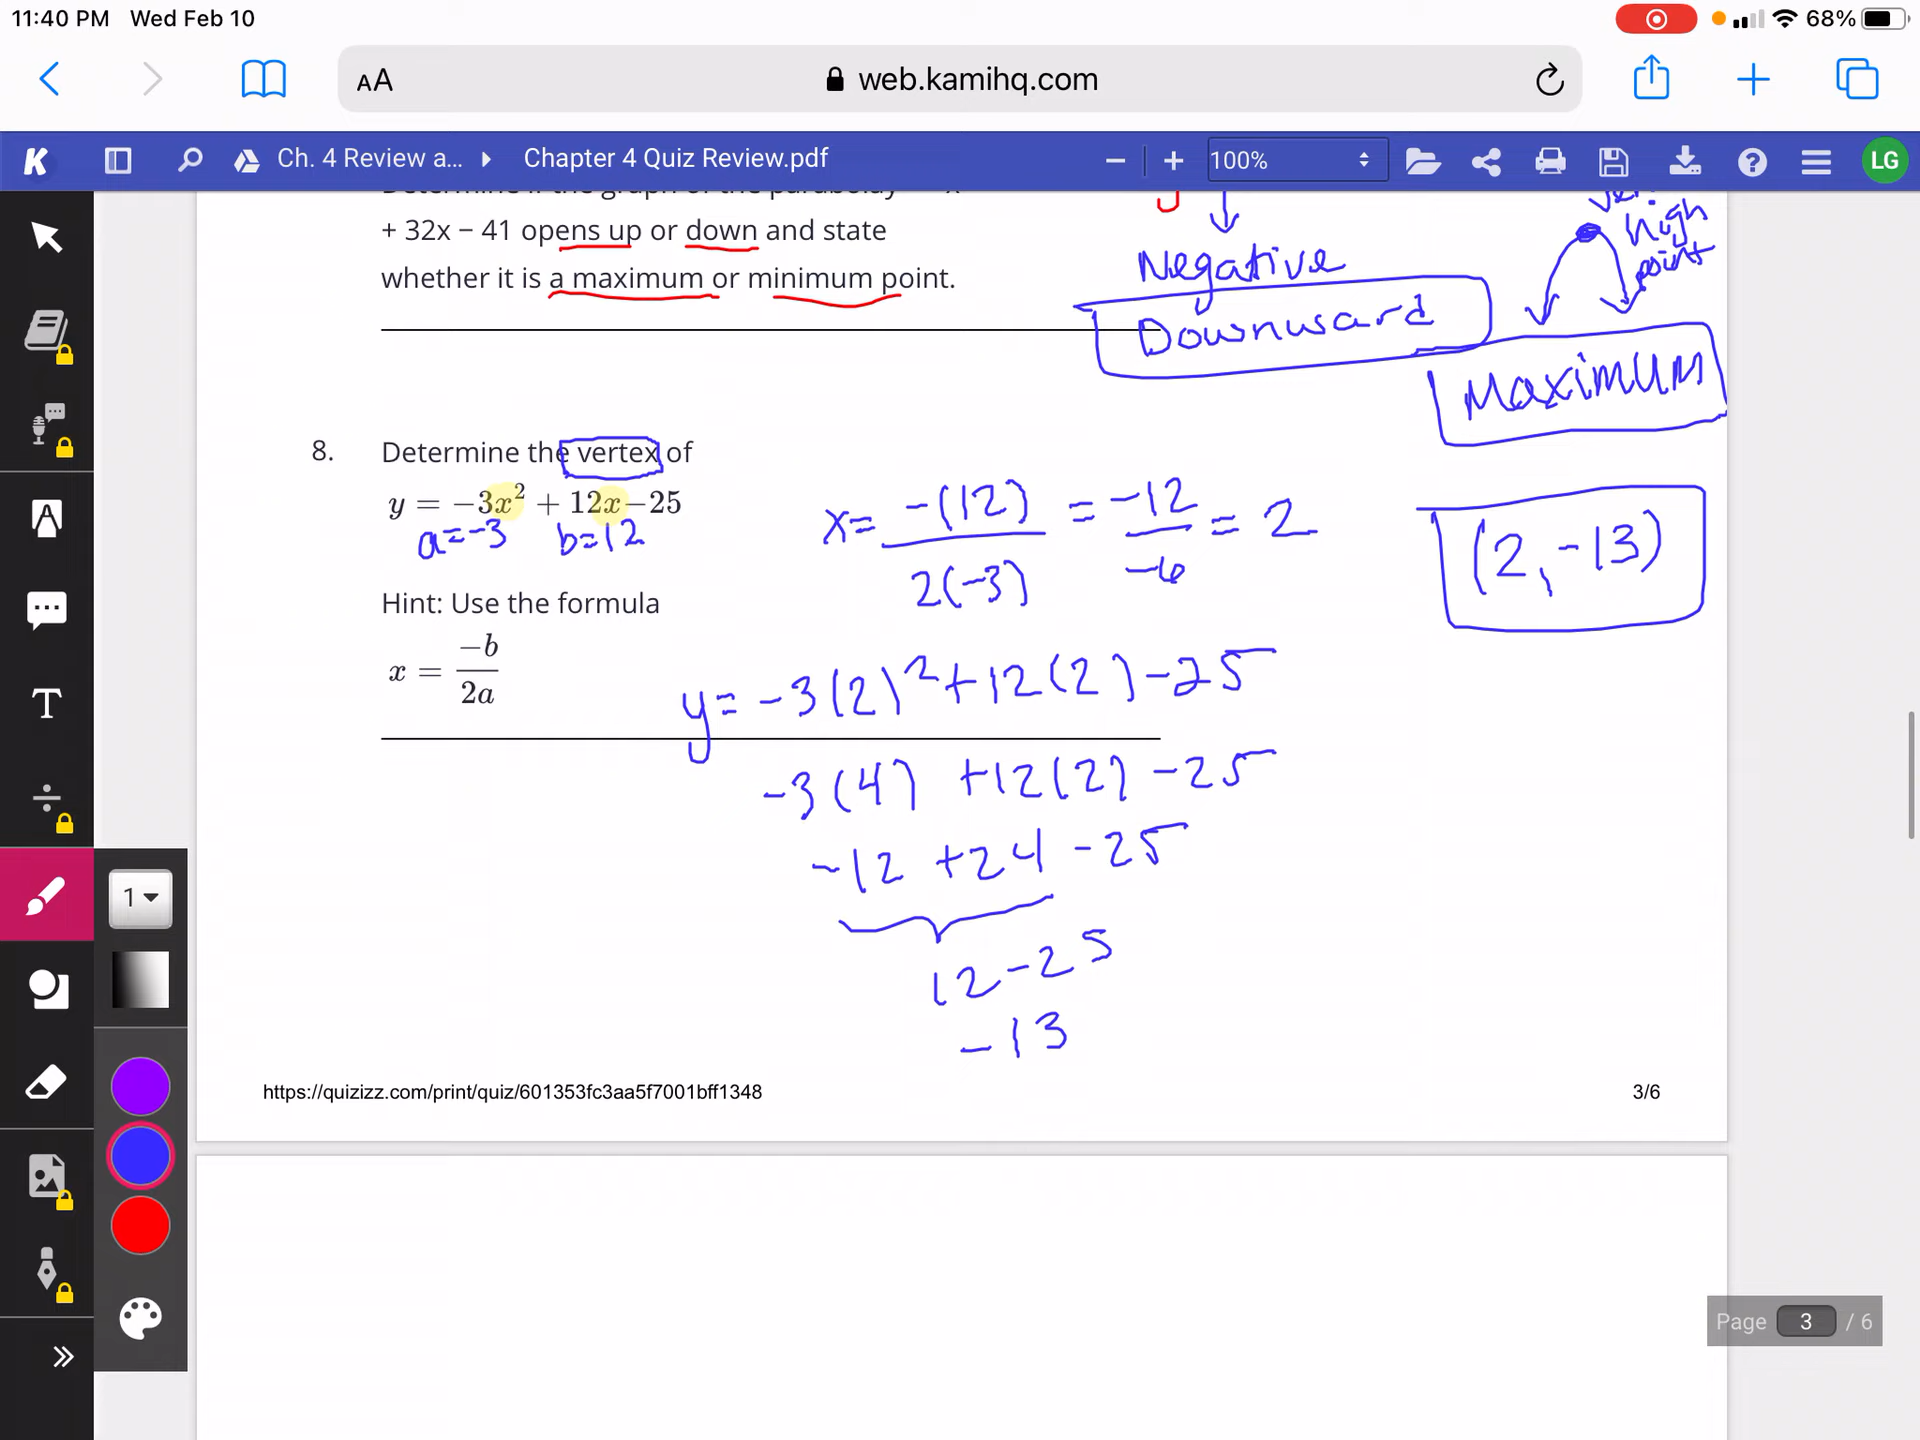 11:40 PM Wed Feb 10
68%
AA
web.kamihq.com
K
Ch. 4 Review a...
Chapter 4 Quiz Review.pdf
100%
LG
+ 32x − 41 opens up or down and state
whether it is a maximum or minimum point.
Negative
Downward
high
point
Maximum
8. Determine the vertex of
y = −3x² + 12x−25
a=-3 b=12
Hint: Use the formula
x = −b/2a
x= -(12)/2(-3) = -12/-6 = 2
(2, -13)
y= -3(2)²+12(2)-25
-3(4) +12(2) -25
-12 +24 -25
12-25
-13
https://quizizz.com/print/quiz/601353fc3aa5f7001bff1348
3/6
1
Page 3 / 6